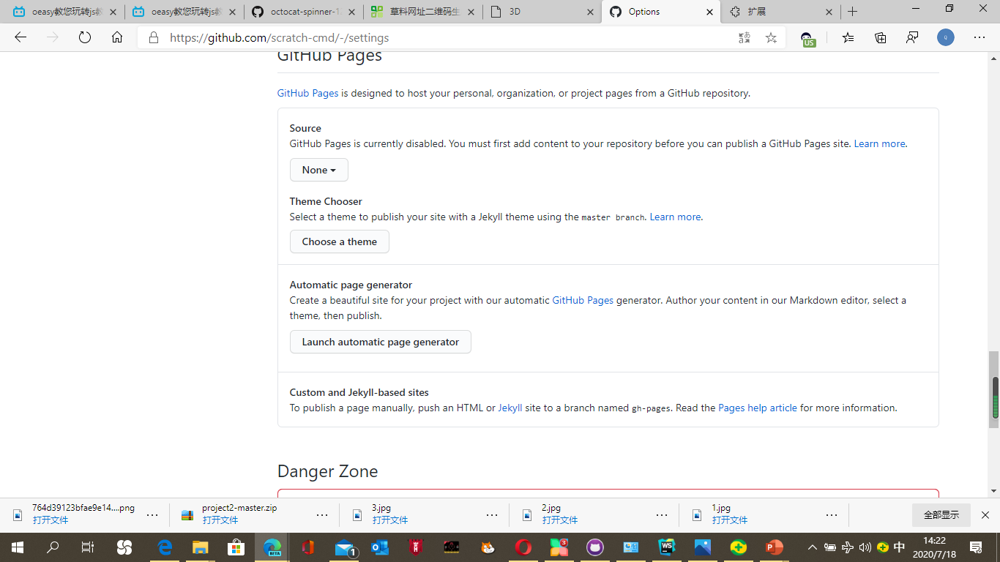 oeasy教您玩转js教
oeasy教您玩转js教
octocat-spinner-12
草料网址二维码生
3D
Options
扩展
https://github.com/scratch-cmd/-/settings
US
Q
GitHub Pages
GitHub Pages is designed to host your personal, organization, or project pages from a GitHub repository.
Source
GitHub Pages is currently disabled. You must first add content to your repository before you can publish a GitHub Pages site. Learn more.
None
Theme Chooser
Select a theme to publish your site with a Jekyll theme using the master branch. Learn more.
Choose a theme
Automatic page generator
Create a beautiful site for your project with our automatic GitHub Pages generator. Author your content in our Markdown editor, select a
theme, then publish.
Launch automatic page generator
Custom and Jekyll-based sites
To publish a page manually, push an HTML or Jekyll site to a branch named gh-pages. Read the Pages help article for more information.
Danger Zone
764d39123bfae9e14....png
打开文件
project2-master.zip
打开文件
3.jpg
打开文件
2.jpg
打开文件
1.jpg
打开文件
全部显示
BETA
1
3
WS
中
14:22
2020/7/18